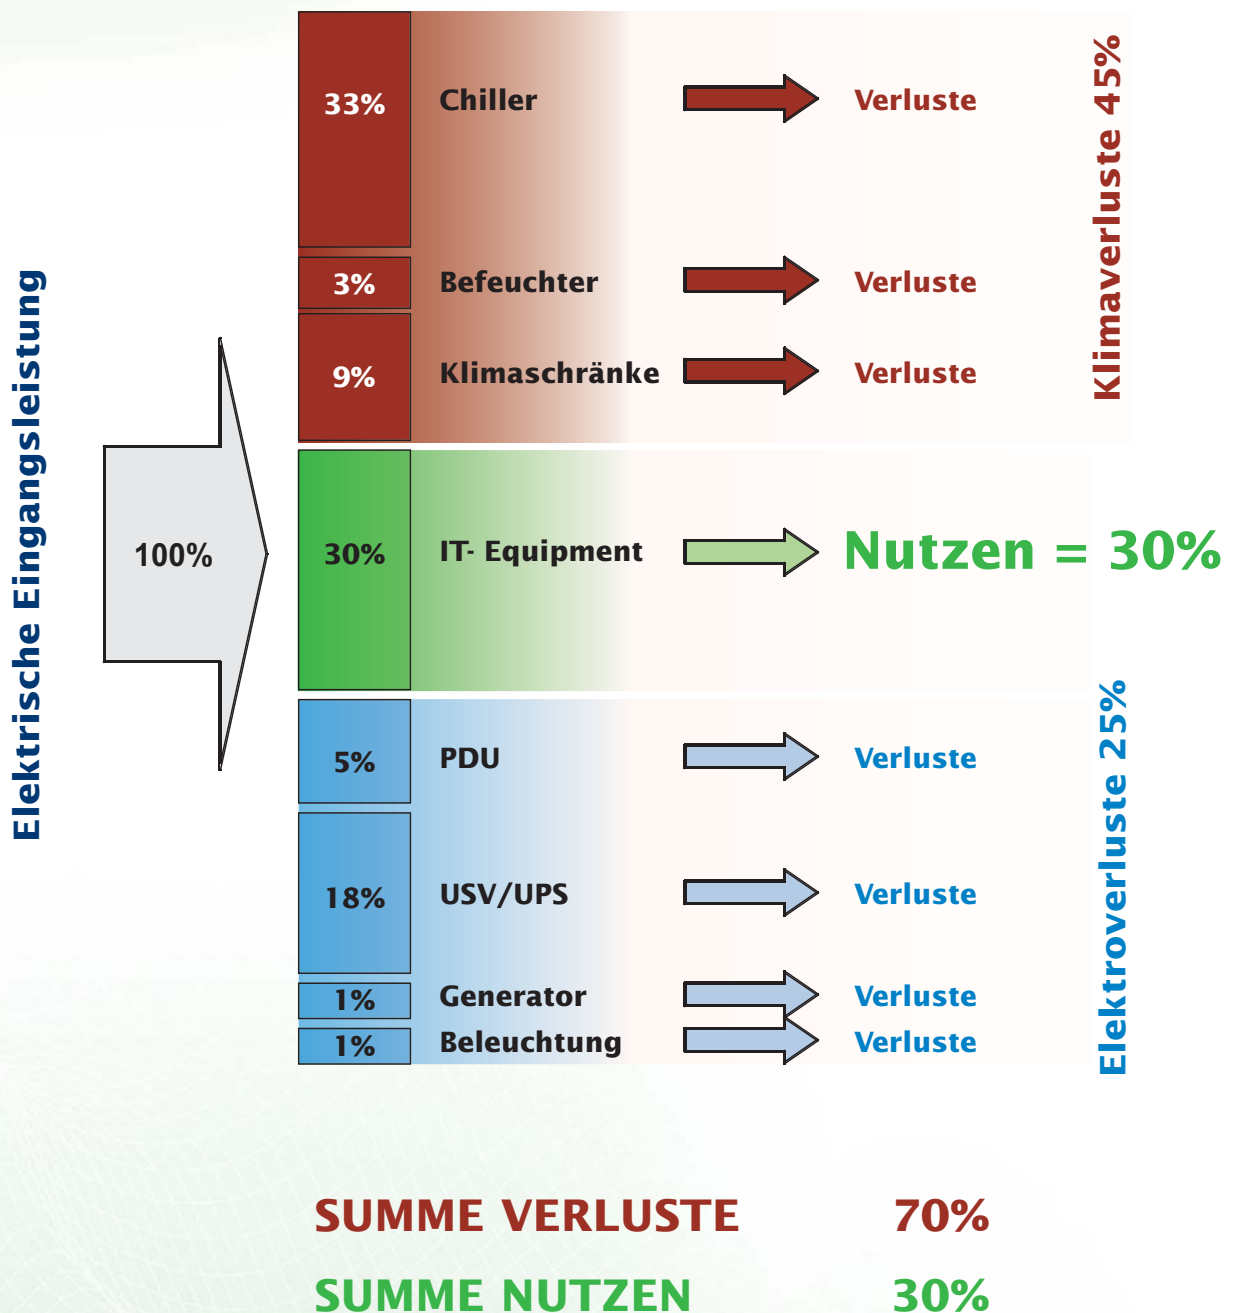 Elektrische Eingangsleistung
100%
33% Chiller Verluste
3% Befeuchter Verluste
9% Klimaschränke Verluste
Klimaverluste 45%
30% IT- Equipment Nutzen = 30%
5% PDU Verluste
18% USV/UPS Verluste
1% Generator Verluste
1% Beleuchtung Verluste
Elektroverluste 25%
SUMME VERLUSTE 70%
SUMME NUTZEN 30%